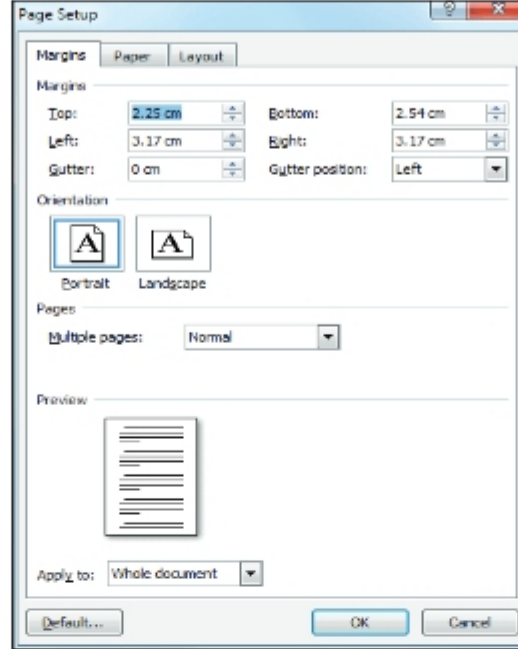 Page Setup
Margins Paper Layout
Margins
Top: 2.25 cm Bottom: 2.54 cm
Left: 3.17 cm Right: 3.17 cm
Gutter: 0 cm Gutter position: Left
Orientation
A A
Portrait Landscape
Pages
Multiple pages: Normal
Preview
Apply to: Whole document
Default... OK Cancel